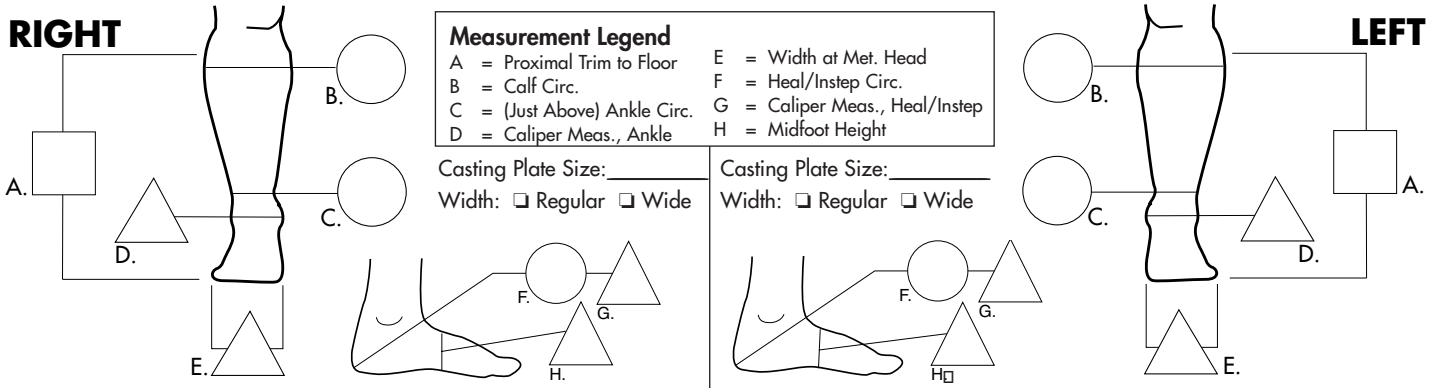 RIGHT
LEFT
Measurement Legend
A = Proximal Trim to Floor
B = Calf Circ.
C = (Just Above) Ankle Circ.
D = Caliper Meas., Ankle
E = Width at Met. Head
F = Heal/Instep Circ.
G = Caliper Meas., Heal/Instep
H = Midfoot Height
B.
A.
C.
D.
E.
Casting Plate Size:
Width: ❏ Regular ❏ Wide
F.
G.
H.
Casting Plate Size:
Width: ❏ Regular ❏ Wide
F.
G.
H
B.
A.
C.
D.
E.